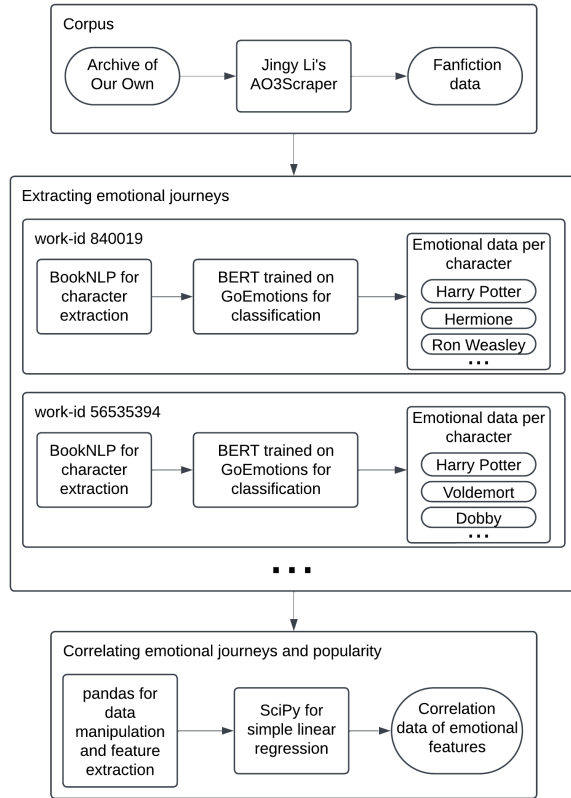 Corpus
Archive of
Our Own
Jingy Li's
AO3Scraper
Fanfiction
data
Extracting emotional journeys
work-id 840019
BookNLP for
character
extraction
BERT trained on
GoEmotions for
classification
Emotional data per
character
Harry Potter
Hermione
Ron Weasley
...
work-id 56535394
BookNLP for
character
extraction
BERT trained on
GoEmotions for
classification
Emotional data per
character
Harry Potter
Voldemort
Dobby
...
...
Correlating emotional journeys and popularity
pandas for
data
manipulation
and feature
extraction
SciPy for
simple linear
regression
Correlation
data of emotional
features